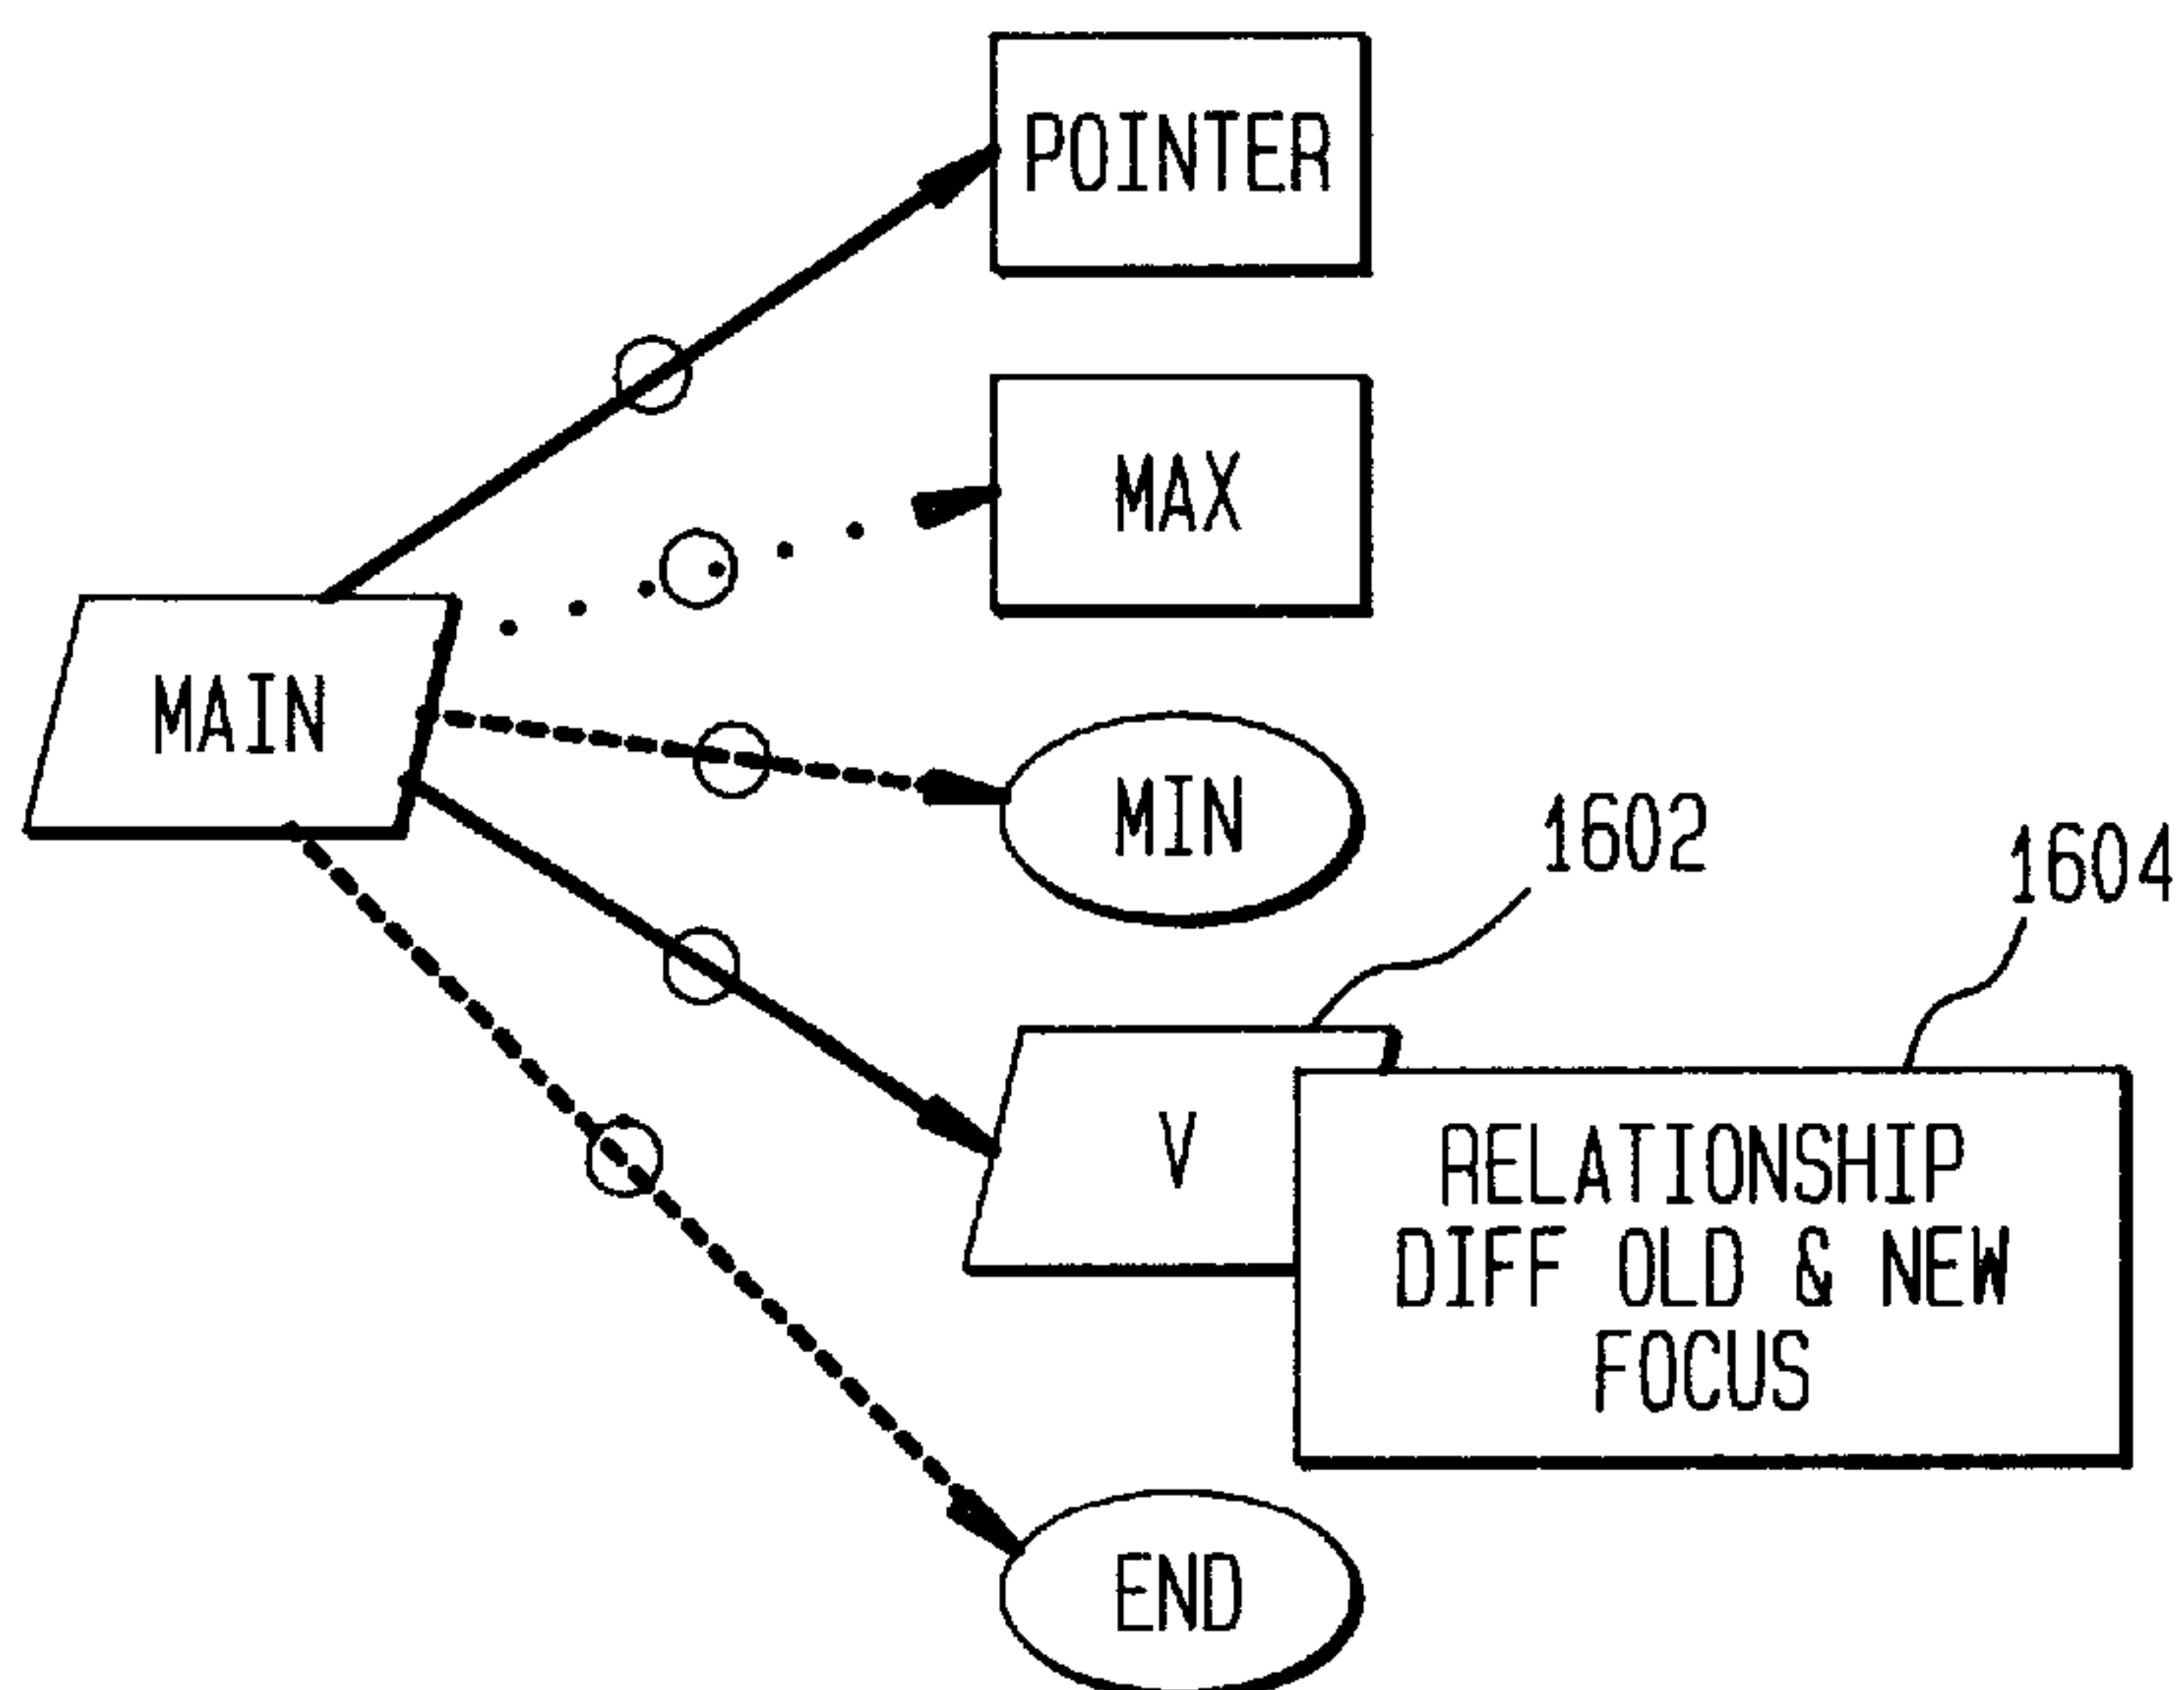 POINTER
MAX
MAIN
MIN
1602
1604
V
RELATIONSHIP
DIFF OLD & NEW
FOCUS
END